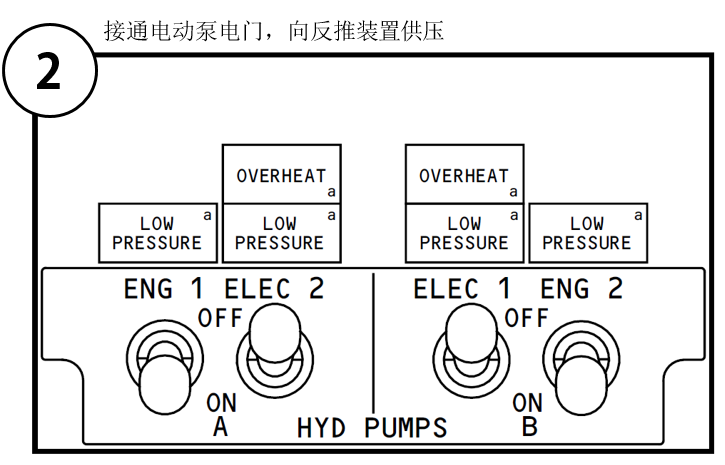 接通电动泵电门，向反推装置供压
2
OVERHEAT a
OVERHEAT a
LOW PRESSURE a
LOW PRESSURE a
LOW PRESSURE a
LOW PRESSURE a
ENG 1 ELEC 2
ELEC 1 ENG 2
OFF
OFF
ON
ON
A
HYD PUMPS
B